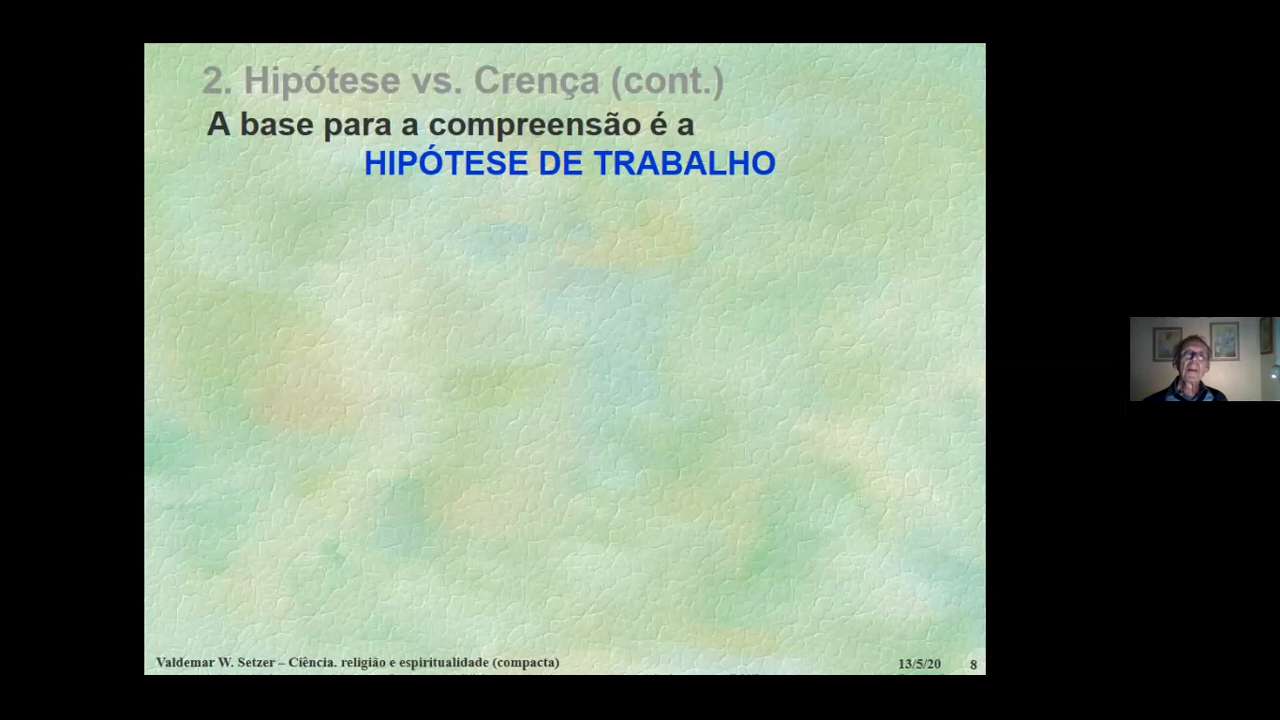 2. Hipótese vs. Crença (cont.)
A base para a compreensão é a
HIPÓTESE DE TRABALHO
Valdemar W. Setzer – Ciência. religião e espiritualidade (compacta)
13/5/20 8